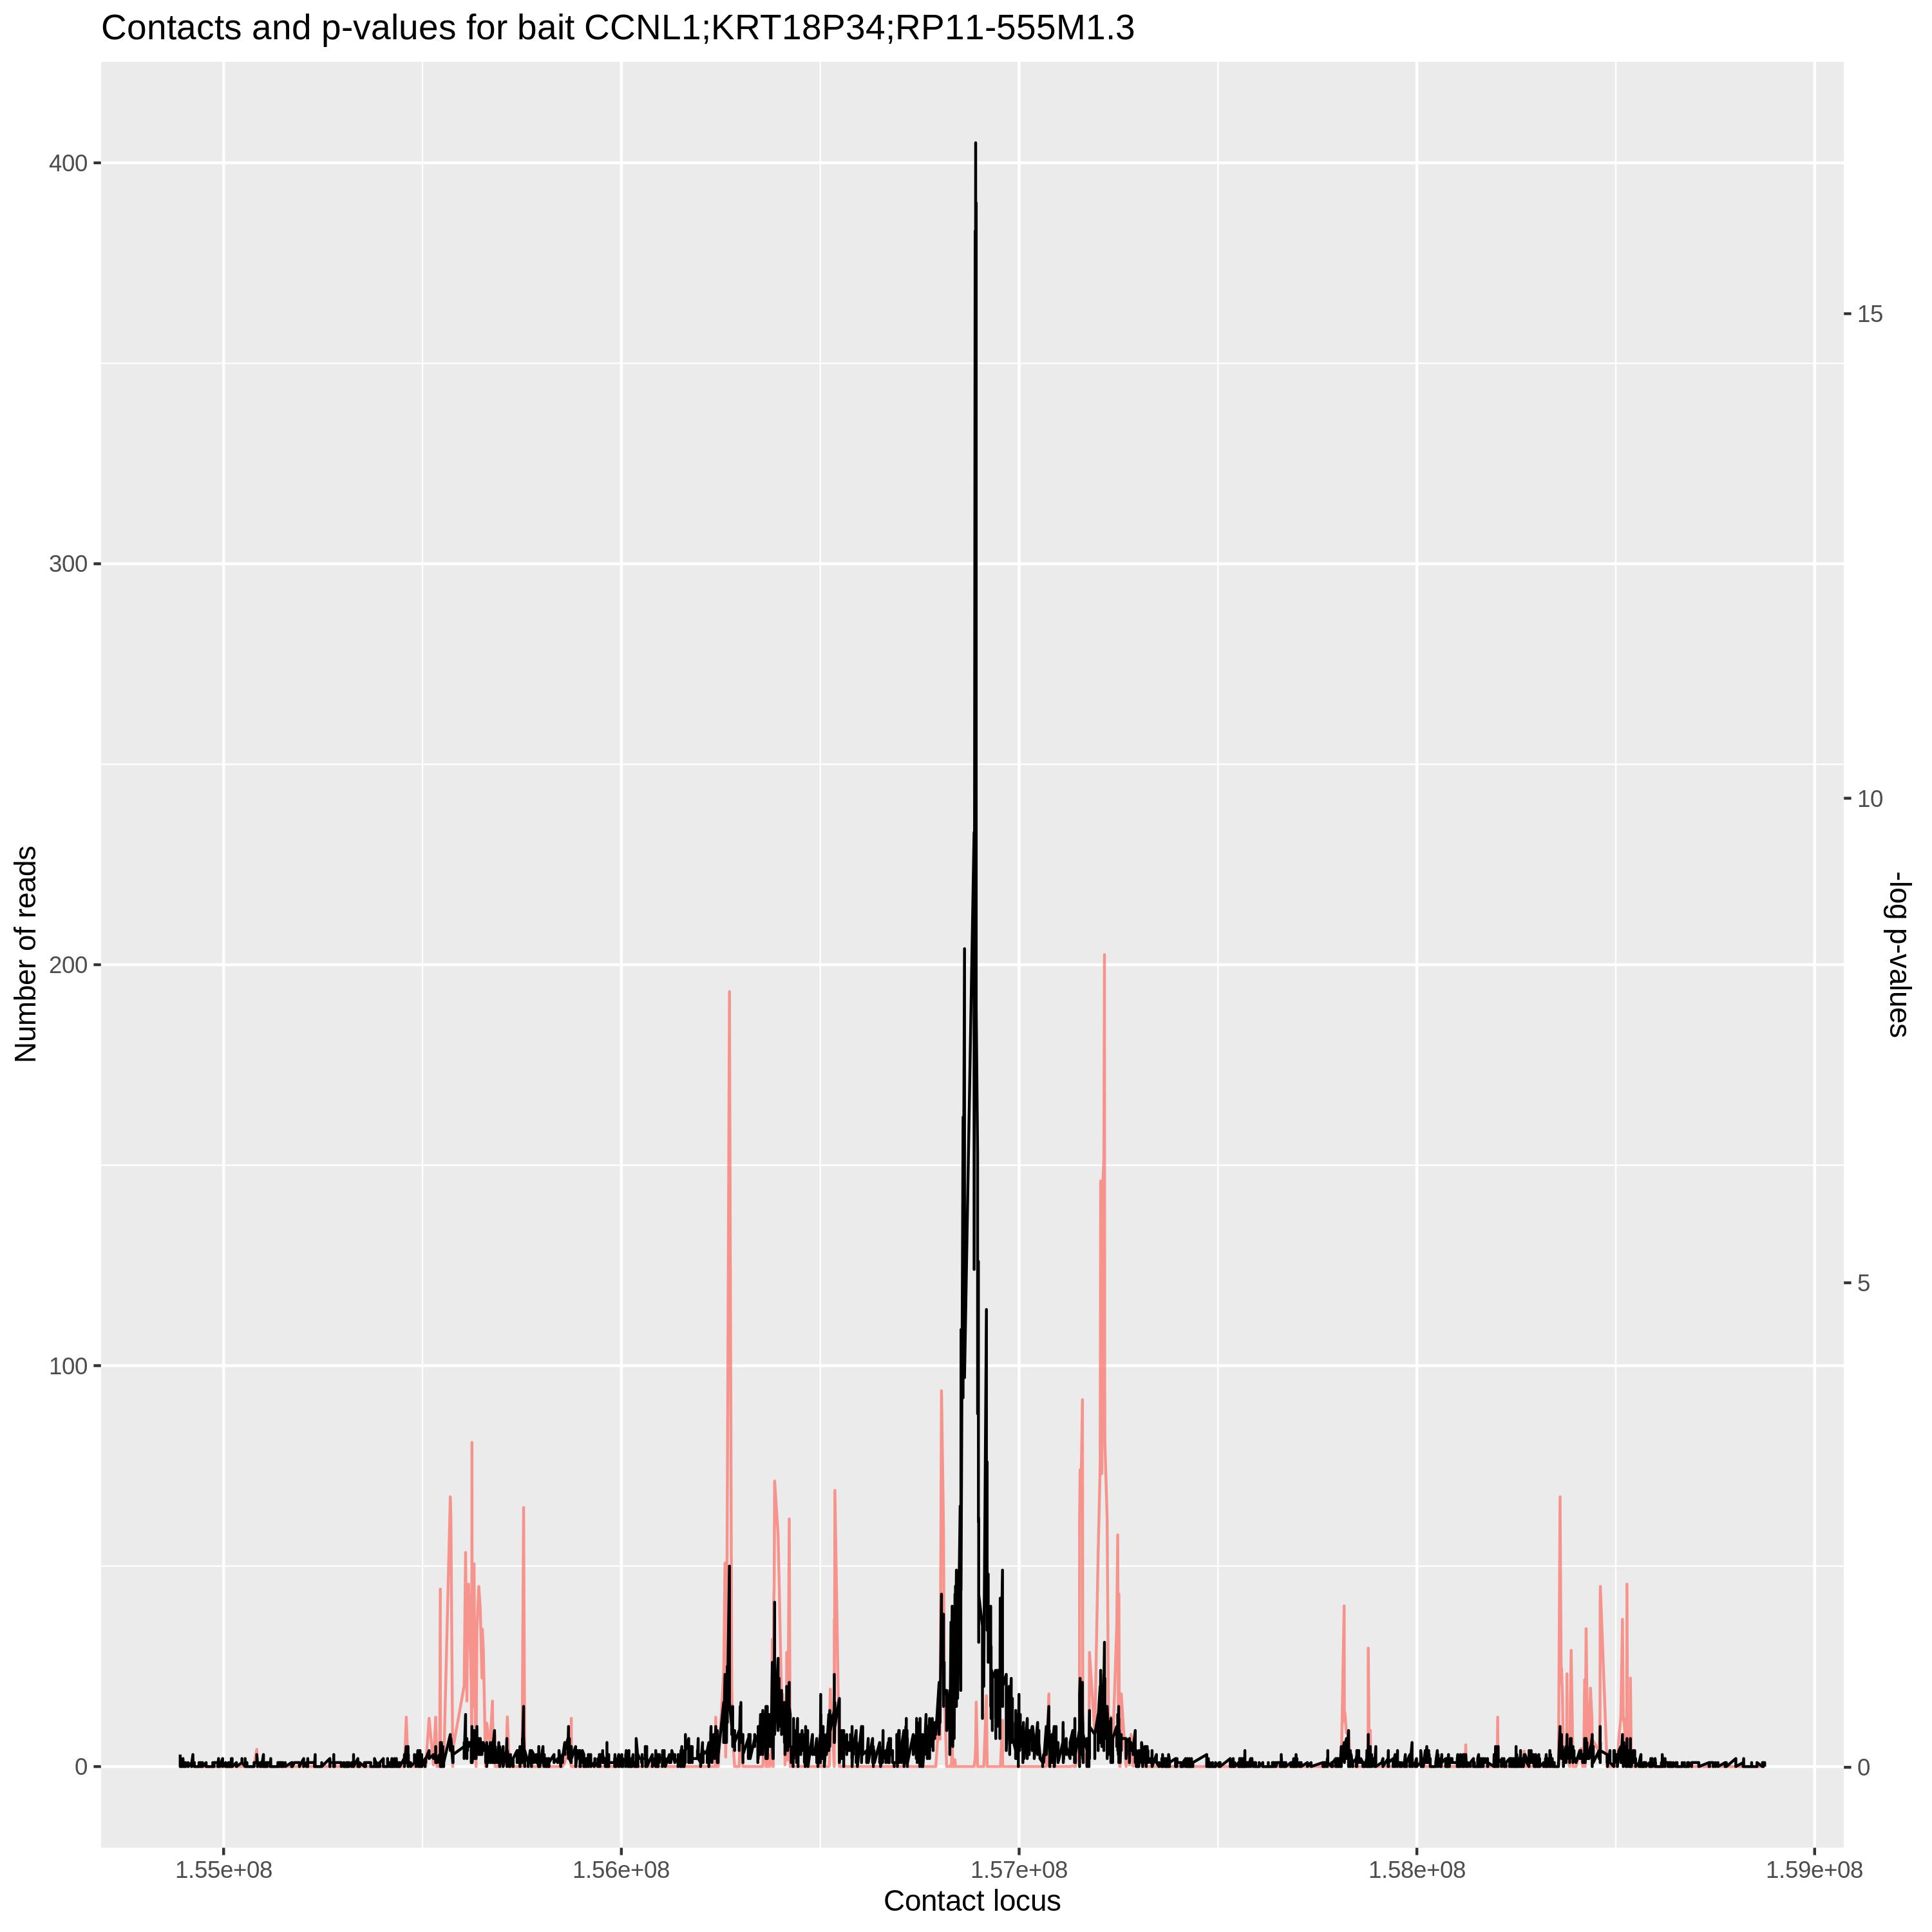 Contacts and p-values for bait CCNL1;KRT18P34;RP11-555M1.3
400
300
200
100
0
Number of reads
15
10
5
0
-log p-values
1.55e+08
1.56e+08
1.57e+08
1.58e+08
1.59e+08
Contact locus